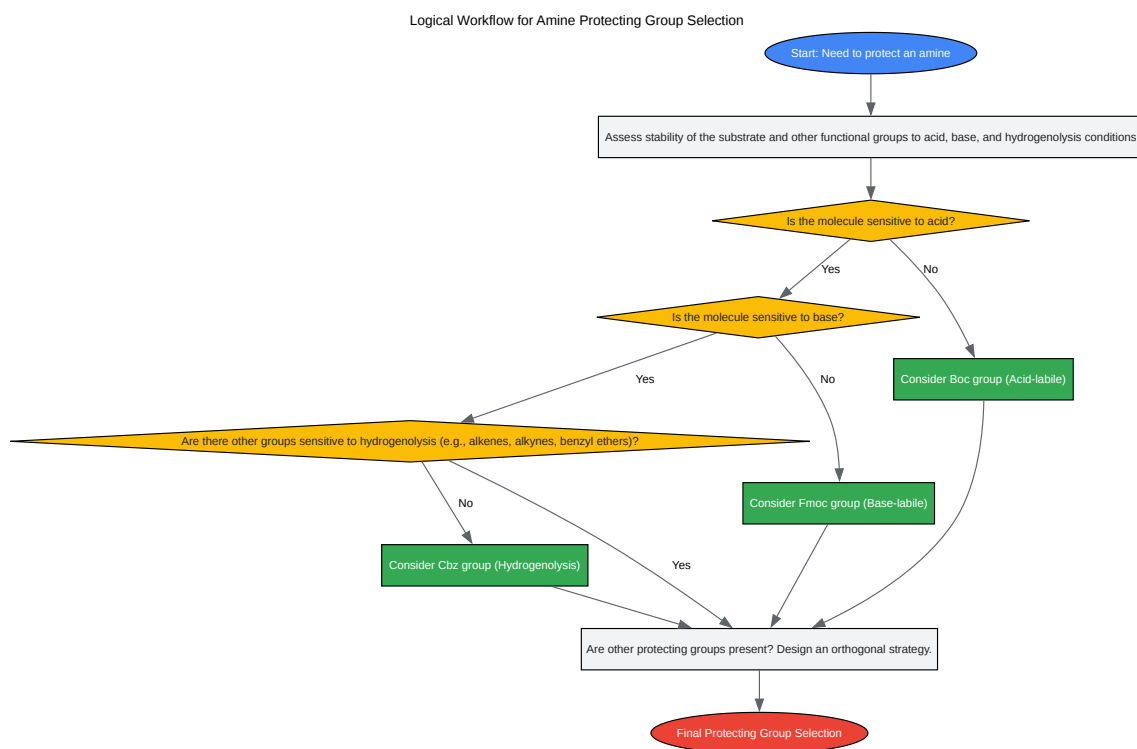 Logical Workflow for Amine Protecting Group Selection
Start: Need to protect an amine
Assess stability of the substrate and other functional groups to acid, base, and hydrogenolysis conditions
Is the molecule sensitive to acid?
Yes
No
Is the molecule sensitive to base?
Yes
No
Consider Boc group (Acid-labile)
Are there other groups sensitive to hydrogenolysis (e.g., alkenes, alkynes, benzyl ethers)?
No
Consider Fmoc group (Base-labile)
Consider Cbz group (Hydrogenolysis)
Yes
Are other protecting groups present? Design an orthogonal strategy.
Final Protecting Group Selection